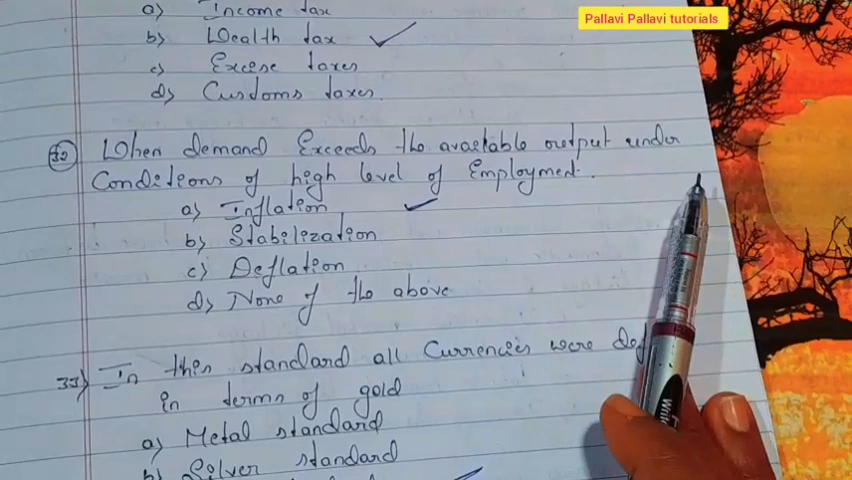 Pallavi Pallavi tutorials
a) Income tax
b) Wealth tax
c) Excise taxes
d) Customs taxes.
32 When demand Exceeds the available output under
Conditions of high level of Employment.
a) Inflation
b) Stabilization
c) Deflation
d) None of the above
33) In this standard all Currencies were def
in terms of gold
a) Metal standard
b) Silver standard